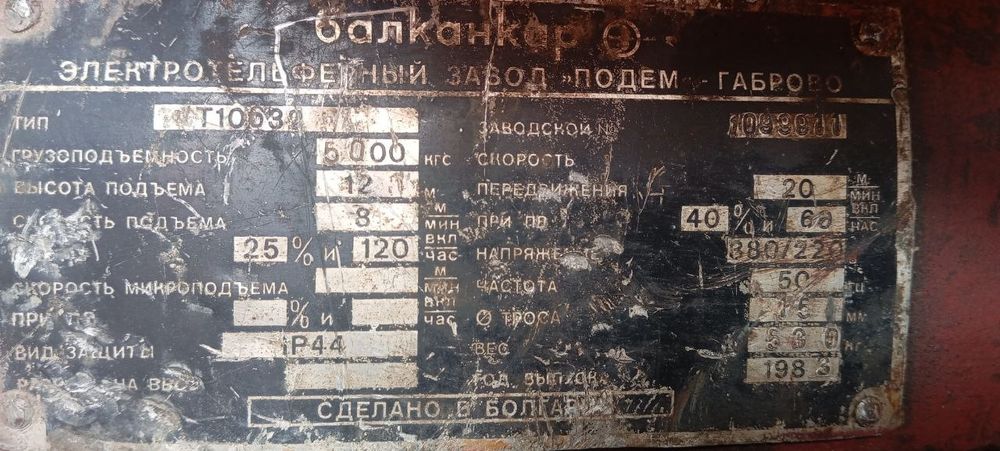 балканкар
ЭЛЕКТРОТЕЛЬФЕРНЫЙ ЗАВОД „ПОДЕМ" - ГАБРОВО
ТИП
ГРУЗОПОДЪЕМНОСТЬ 5000 кгс
ВЫСОТА ПОДЪЕМА 12 м
СКОРОСТЬ ПОДЪЕМА 8 м/мин
25 % и 120 вкл/час
СКОРОСТЬ МИКРОПОДЪЕМА м/мин
ПРИ ПВ % и вкл/час
ВИД ЗАЩИТЫ IP44
ЗАВОДСКОЙ №
СКОРОСТЬ
ПЕРЕДВИЖЕНИЯ 20 м/мин
ПРИ ПВ 40 % и 60 вкл/час
НАПРЯЖЕНИЕ 380/220
ЧАСТОТА 50 гц
∅ ТРОСА 15 мм
ВЕС кг
ГОД ВЫПУСКА 1983
СДЕЛАНО В БОЛГАРИИ